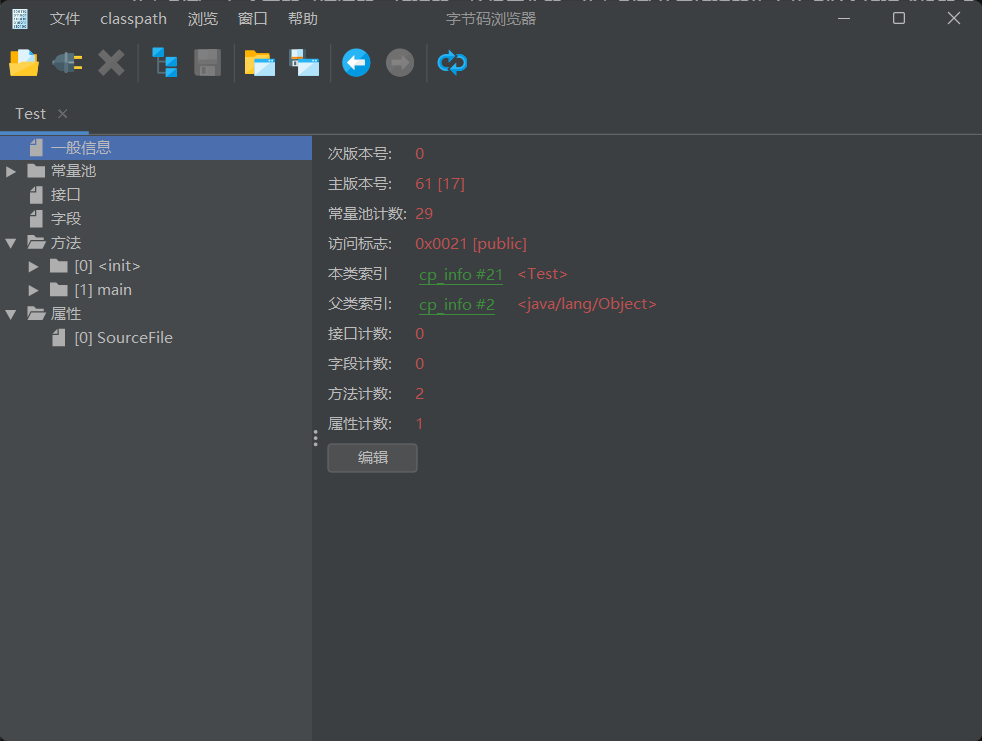 文件 classpath 浏览 窗口 帮助 字节码浏览器
Test
一般信息
常量池
接口
字段
方法
[0] <init>
[1] main
属性
[0] SourceFile
次版本号: 0
主版本号: 61 [17]
常量池计数: 29
访问标志: 0x0021 [public]
本类索引 cp_info #21 <Test>
父类索引: cp_info #2 <java/lang/Object>
接口计数: 0
字段计数: 0
方法计数: 2
属性计数: 1
编辑